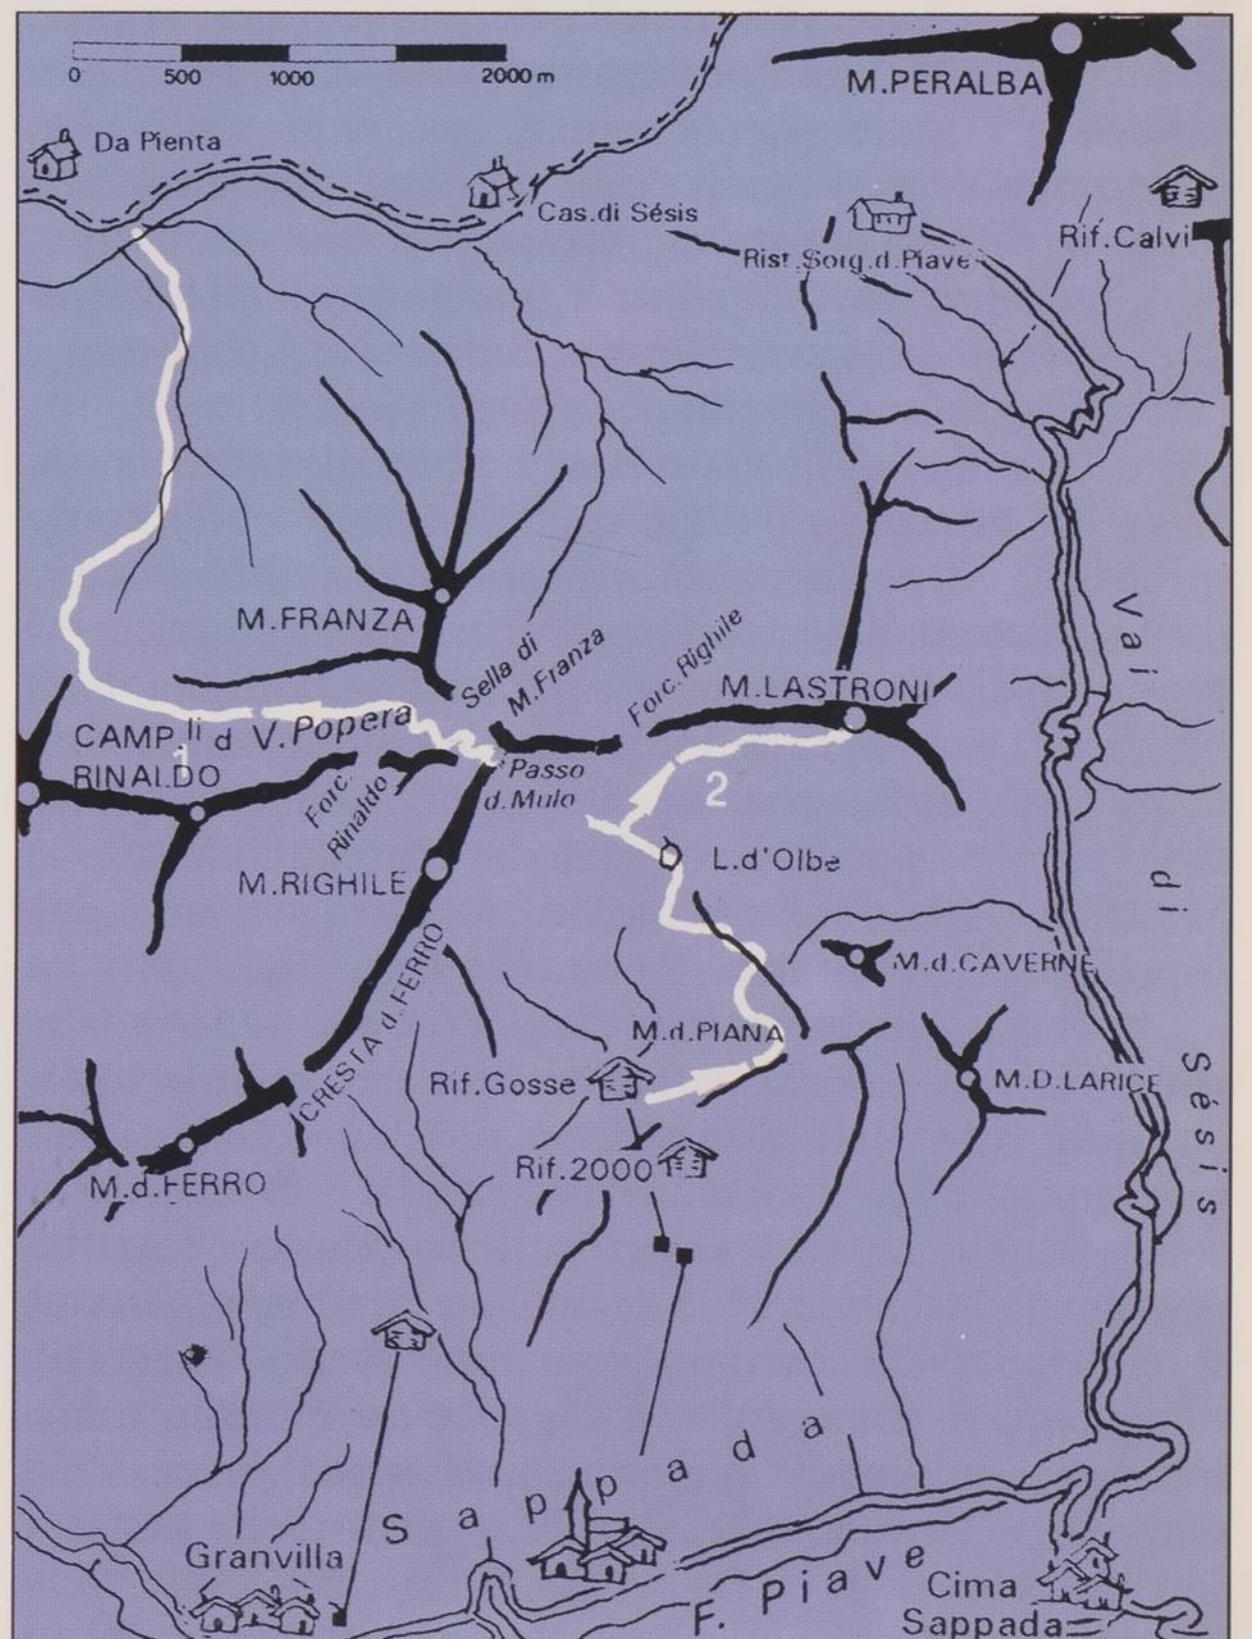 0 500 1000 2000 m
M.PERALBA
Da Pienta
Cas.di Sésis
Rist.Sorg.d.Piave
Rif.Calvi
M.FRANZA
Sella di
M.Franza
Forc.Righile
M.LASTRONI
CAMP.li d V.Popera
1
RINALDO
Forc.
Rinaldo
Passo
d.Mulo
2
L.d'Olbe
M.RIGHILE
CRESTA d.FERRO
M.d.CAVERNE
M.d.PIANA
Rif.Gosse
M.D.LARICE
Rif.2000
M.d.FERRO
Val di Sésis
Sappada
Granvilla
F. Piave
Cima
Sappada